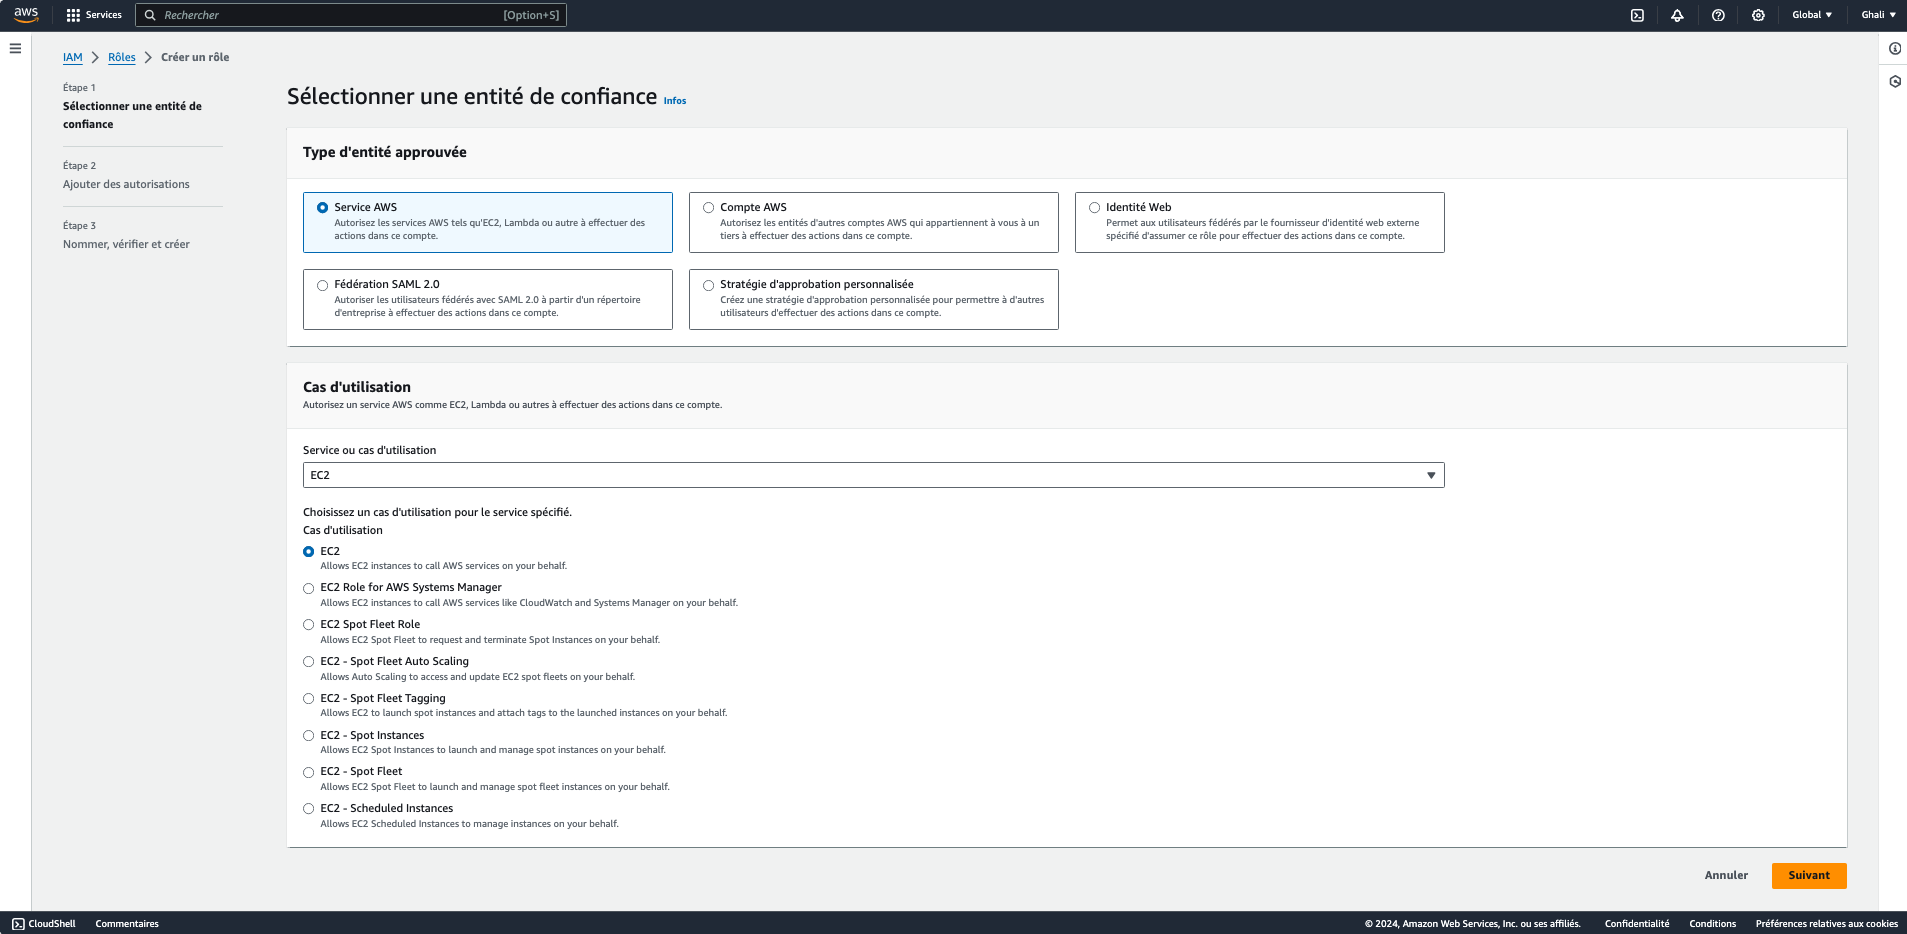 aws
Services
Rechercher
[Option+S]
Global
Ghali
IAM
Rôles
Créer un rôle
Étape 1
Sélectionner une entité de
confiance
Étape 2
Ajouter des autorisations
Étape 3
Nommer, vérifier et créer
Sélectionner une entité de confiance
Infos
Type d'entité approuvée
Service AWS
Autorisez les services AWS tels qu'EC2, Lambda ou autre à effectuer des
actions dans ce compte.
Compte AWS
Autorisez les entités d'autres comptes AWS qui appartiennent à vous à un
tiers à effectuer des actions dans ce compte.
Identité Web
Permet aux utilisateurs fédérés par le fournisseur d'identité web externe
spécifié d'assumer ce rôle pour effectuer des actions dans ce compte.
Fédération SAML 2.0
Autoriser les utilisateurs fédérés avec SAML 2.0 à partir d'un répertoire
d'entreprise à effectuer des actions dans ce compte.
Stratégie d'approbation personnalisée
Créez une stratégie d'approbation personnalisée pour permettre à d'autres
utilisateurs d'effectuer des actions dans ce compte.
Cas d'utilisation
Autorisez un service AWS comme EC2, Lambda ou autres à effectuer des actions dans ce compte.
Service ou cas d'utilisation
EC2
Choisissez un cas d'utilisation pour le service spécifié.
Cas d'utilisation
EC2
Allows EC2 instances to call AWS services on your behalf.
EC2 Role for AWS Systems Manager
Allows EC2 instances to call AWS services like CloudWatch and Systems Manager on your behalf.
EC2 Spot Fleet Role
Allows EC2 Spot Fleet to request and terminate Spot Instances on your behalf.
EC2 - Spot Fleet Auto Scaling
Allows Auto Scaling to access and update EC2 spot fleets on your behalf.
EC2 - Spot Fleet Tagging
Allows EC2 to launch spot instances and attach tags to the launched instances on your behalf.
EC2 - Spot Instances
Allows EC2 Spot Instances to launch and manage spot instances on your behalf.
EC2 - Spot Fleet
Allows EC2 Spot Fleet to launch and manage spot fleet instances on your behalf.
EC2 - Scheduled Instances
Allows EC2 Scheduled Instances to manage instances on your behalf.
Annuler
Suivant
CloudShell
Commentaires
© 2024, Amazon Web Services, Inc. ou ses affiliés.
Confidentialité
Conditions
Préférences relatives aux cookies